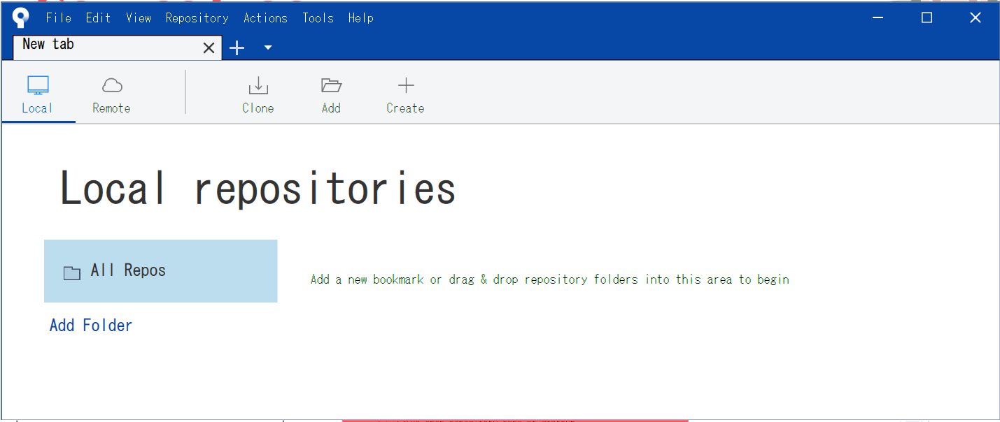 File Edit View Repository Actions Tools Help
New tab
Local Remote Clone Add Create
Local repositories
All Repos
Add a new bookmark or drag & drop repository folders into this area to begin
Add Folder